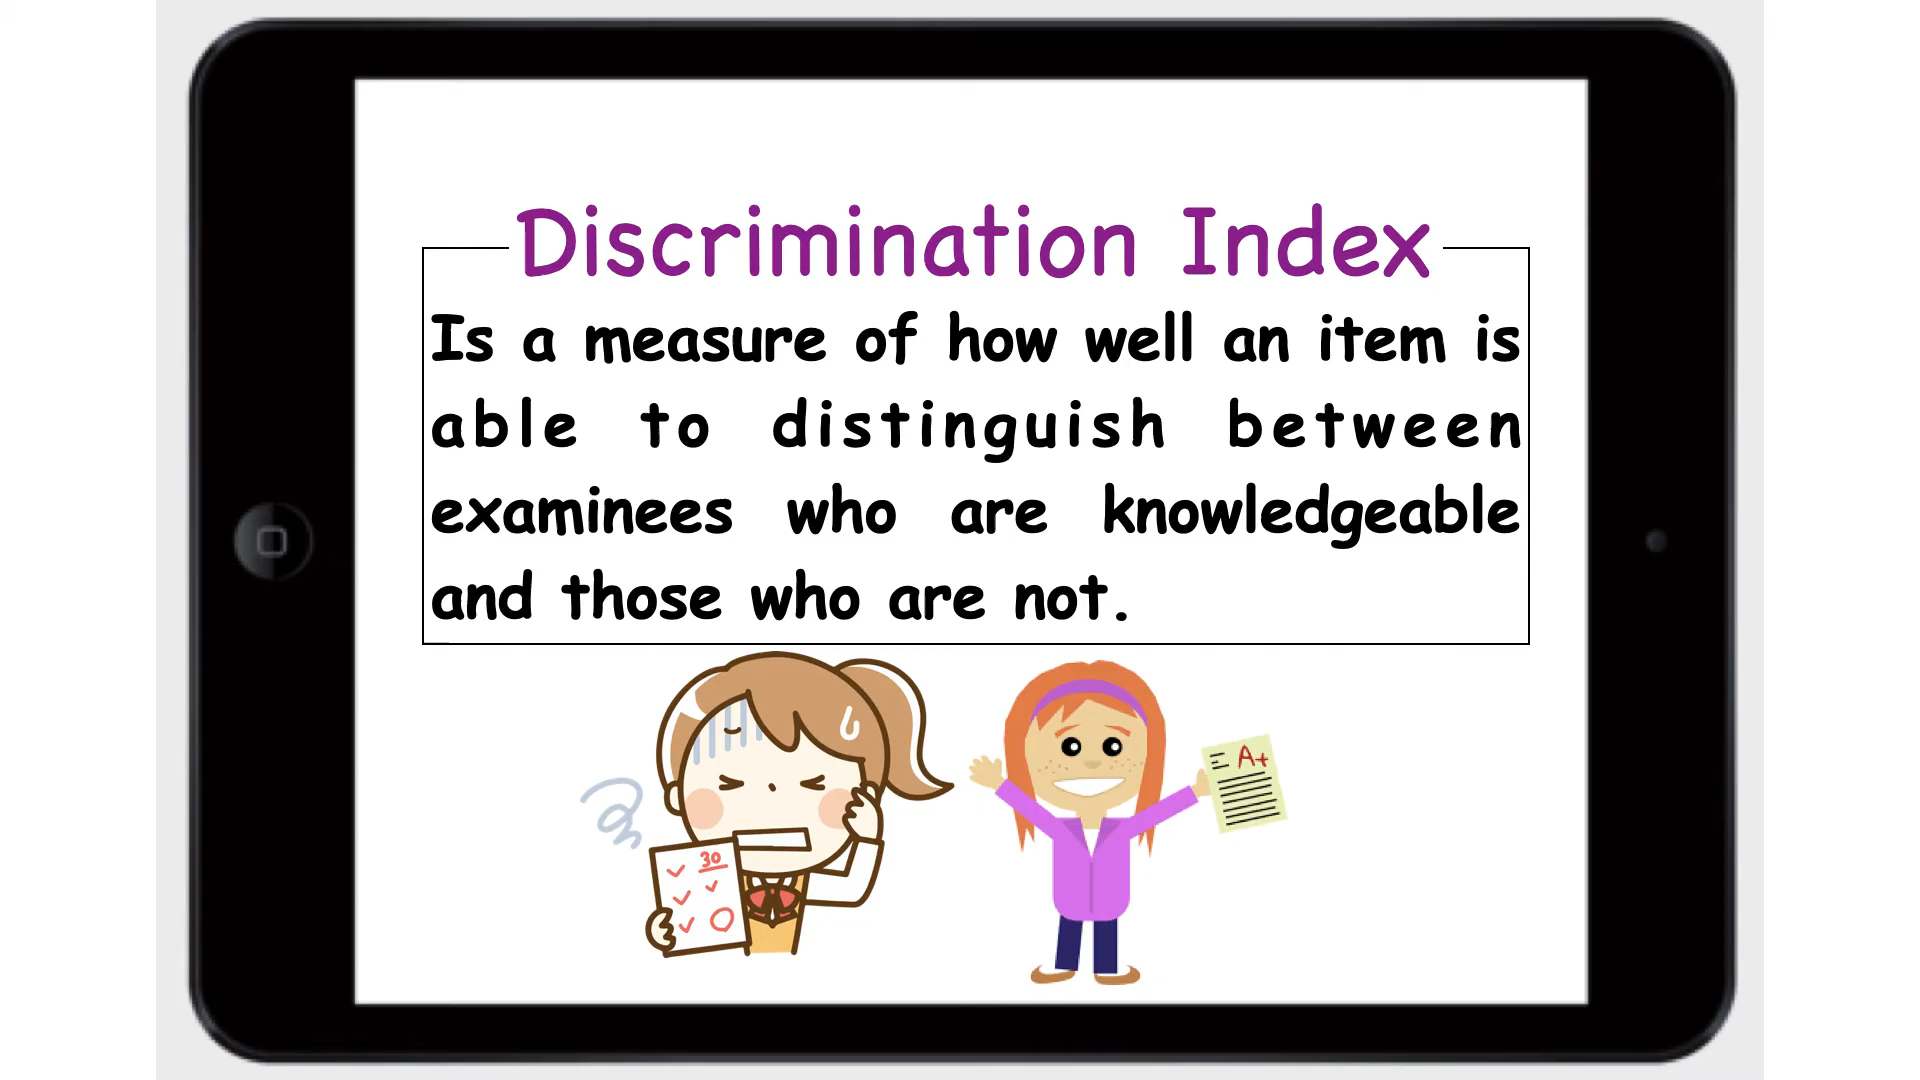 Discrimination Index
Is a measure of how well an item is
able to distinguish between
examinees who are knowledgeable
and those who are not.
A+
30